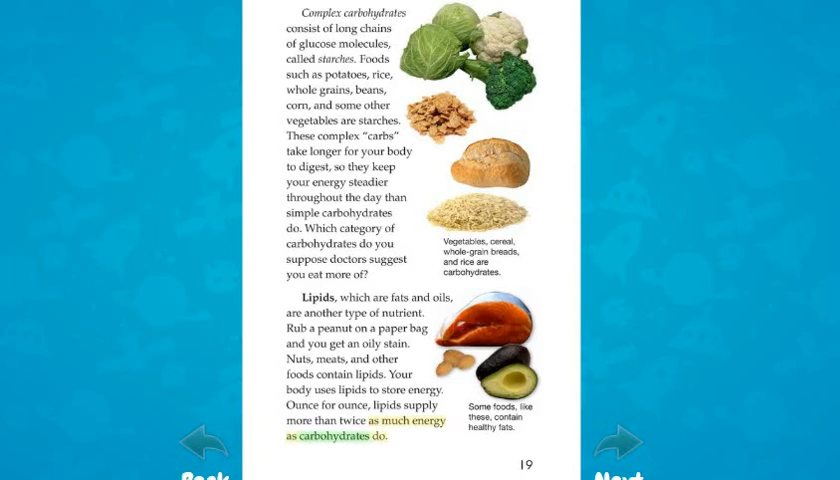 Complex carbohydrates
consist of long chains
of glucose molecules,
called starches. Foods
such as potatoes, rice,
whole grains, beans,
corn, and some other
vegetables are starches.
These complex “carbs”
take longer for your body
to digest, so they keep
your energy steadier
throughout the day than
simple carbohydrates
do. Which category of
carbohydrates do you
suppose doctors suggest
you eat more of?
Vegetables, cereal,
whole-grain breads,
and rice are
carbohydrates.
Lipids, which are fats and oils,
are another type of nutrient.
Rub a peanut on a paper bag
and you get an oily stain.
Nuts, meats, and other
foods contain lipids. Your
body uses lipids to store energy.
Ounce for ounce, lipids supply
more than twice as much energy
as carbohydrates do.
Some foods, like
these, contain
healthy fats.
19
Back
Next